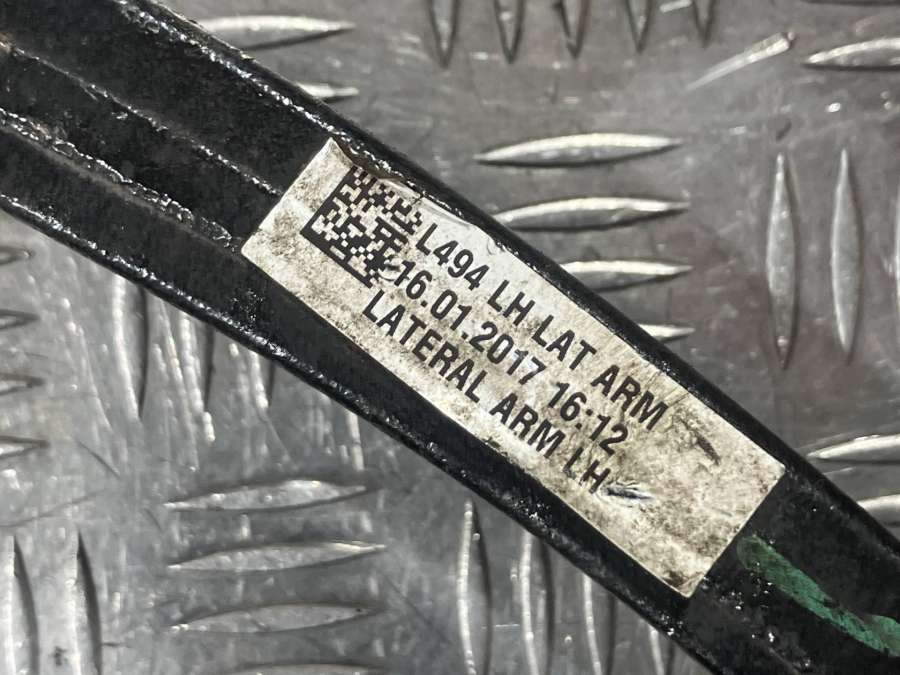 L494 LH LAT ARM
16.01.2017 16:12
LATERAL ARM LH